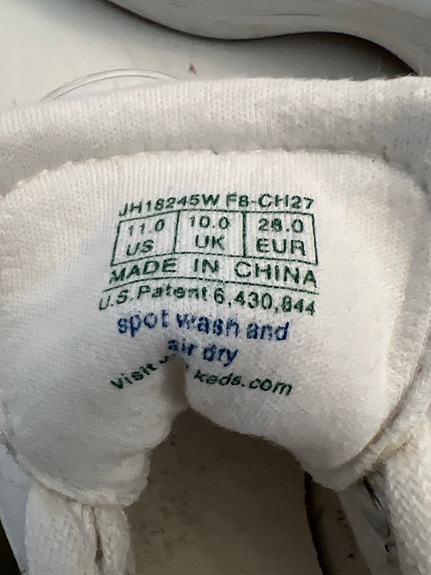 JH18245W F8-CH27
11.0 10.0 28.0
US UK EUR
MADE IN CHINA
U.S.Patent 6,430,844
spot wash and
air dry
visit keds.com